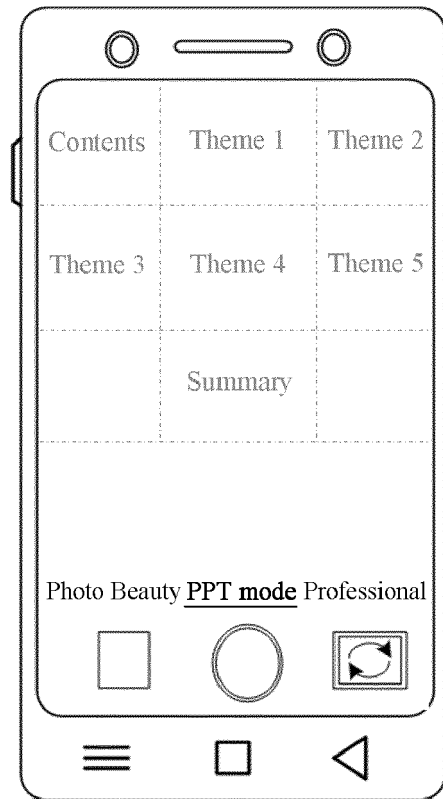 Contents Theme 1 Theme 2
Theme 3 Theme 4 Theme 5
Summary
Photo Beauty PPT mode Professional